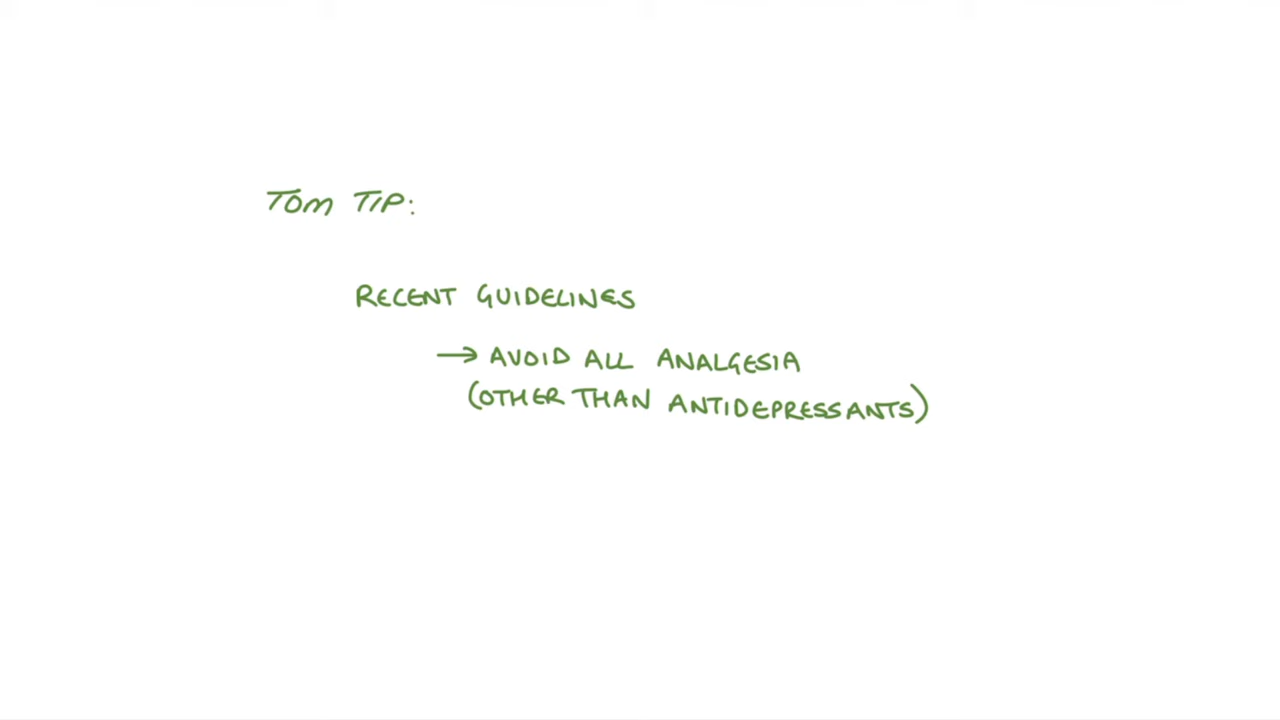 TOM TIP:
RECENT GUIDELINES
→ AVOID ALL ANALGESIA
(OTHER THAN ANTIDEPRESSANTS)